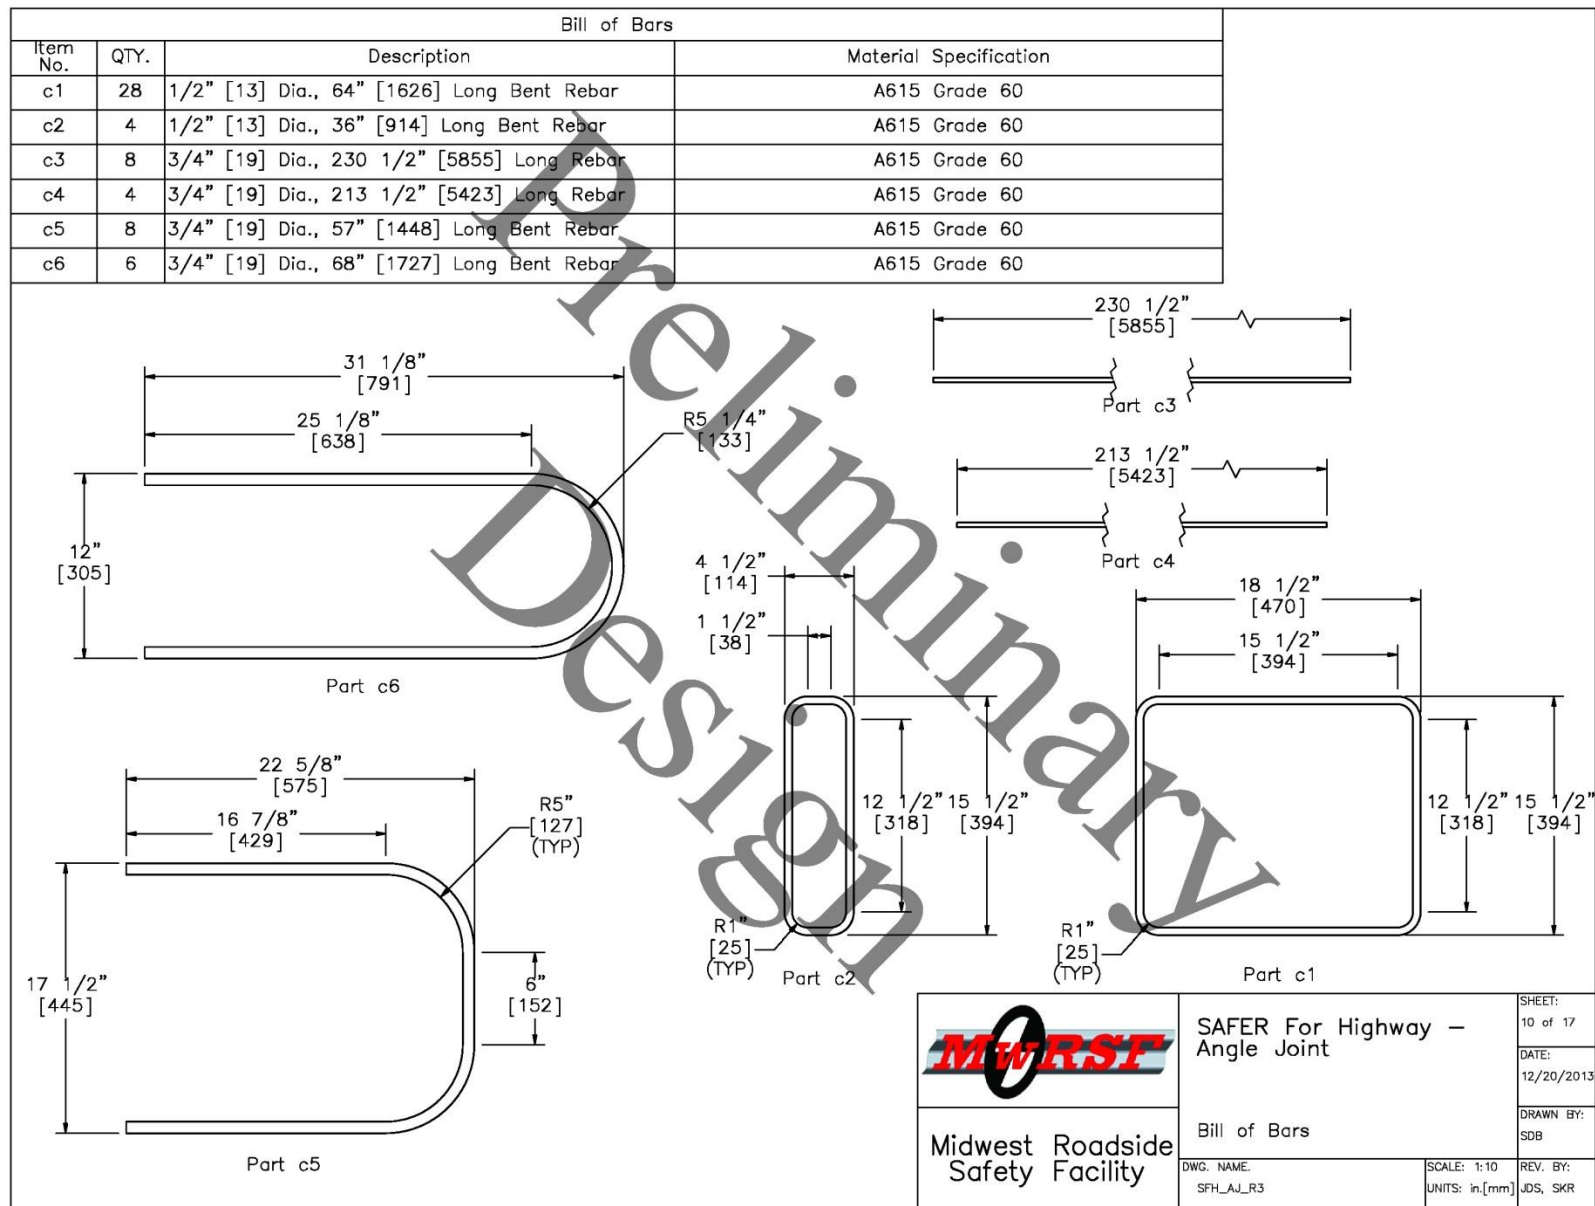 Bill of Bars
Item No. QTY. Description Material Specification
c1 28 1/2" [13] Dia., 64" [1626] Long Bent Rebar A615 Grade 60
c2 4 1/2" [13] Dia., 36" [914] Long Bent Rebar A615 Grade 60
c3 8 3/4" [19] Dia., 230 1/2" [5855] Long Rebar A615 Grade 60
c4 4 3/4" [19] Dia., 213 1/2" [5423] Long Rebar A615 Grade 60
c5 8 3/4" [19] Dia., 57" [1448] Long Bent Rebar A615 Grade 60
c6 6 3/4" [19] Dia., 68" [1727] Long Bent Rebar A615 Grade 60
Preliminary
Design
230 1/2"
[5855]
Part c3
213 1/2"
[5423]
Part c4
31 1/8"
[791]
25 1/8"
[638]
R5 1/4"
[133]
12"
[305]
Part c6
4 1/2"
[114]
1 1/2"
[38]
12 1/2"
[318]
15 1/2"
[394]
R1"
[25]
(TYP)
Part c2
18 1/2"
[470]
15 1/2"
[394]
12 1/2"
[318]
15 1/2"
[394]
R1"
[25]
(TYP)
Part c1
22 5/8"
[575]
16 7/8"
[429]
R5"
[127]
(TYP)
17 1/2"
[445]
6"
[152]
Part c5
MwRSF
Midwest Roadside
Safety Facility
SAFER For Highway –
Angle Joint
Bill of Bars
SHEET:
10 of 17
DATE:
12/20/2013
DRAWN BY:
SDB
DWG. NAME.
SFH_AJ_R3
SCALE: 1:10
UNITS: in.[mm]
REV. BY:
JDS, SKR